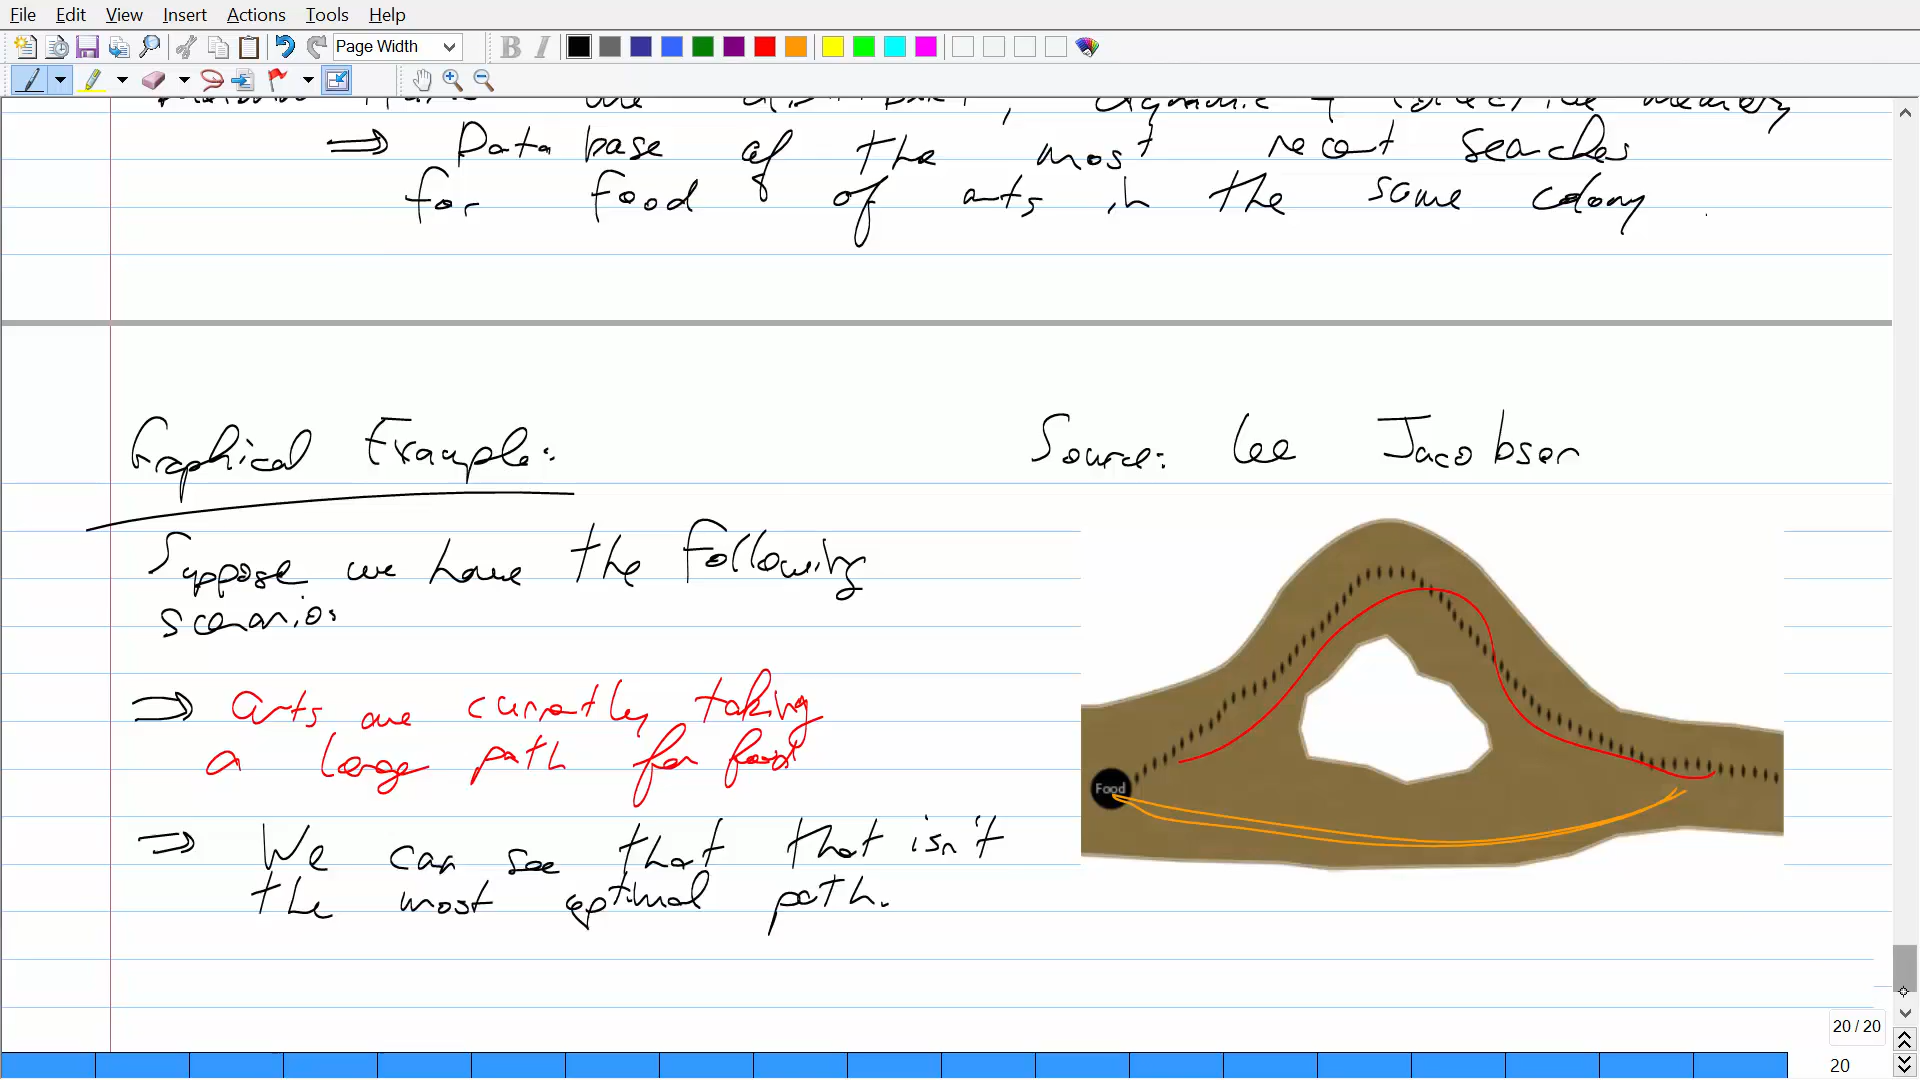 File Edit View Insert Actions Tools Help
Page Width
B I
⇒ Data base of the most recent searches
for food of ants in the same colony.
Graphical Example:
Source: Lee Jacobson
Suppose we have the following
scenario:
⇒ ants are currently taking
a large path for food
⇒ We can see that that isn't
the most optimal path.
Food
20 / 20
20